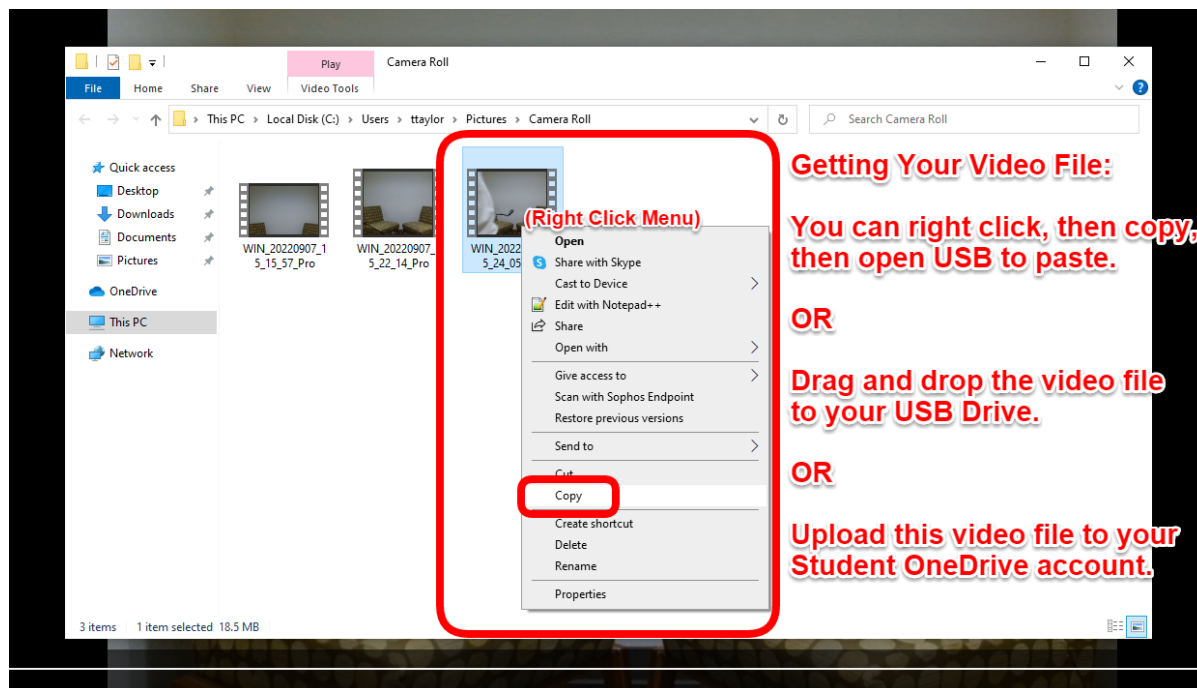 Play
Camera Roll
File
Home
Share
View
Video Tools
This PC > Local Disk (C:) > Users > ttaylor > Pictures > Camera Roll
Search Camera Roll
Quick access
Desktop
Downloads
Documents
Pictures
OneDrive
This PC
Network
WIN_20220907_1
5_15_57_Pro
WIN_20220907_
5_22_14_Pro
WIN_2022
5_24_05
(Right Click Menu)
Open
Share with Skype
Cast to Device
Edit with Notepad++
Share
Open with
Give access to
Scan with Sophos Endpoint
Restore previous versions
Send to
Cut
Copy
Create shortcut
Delete
Rename
Properties
Getting Your Video File:
You can right click, then copy,
then open USB to paste.
OR
Drag and drop the video file
to your USB Drive.
OR
Upload this video file to your
Student OneDrive account.
3 items
1 item selected 18.5 MB